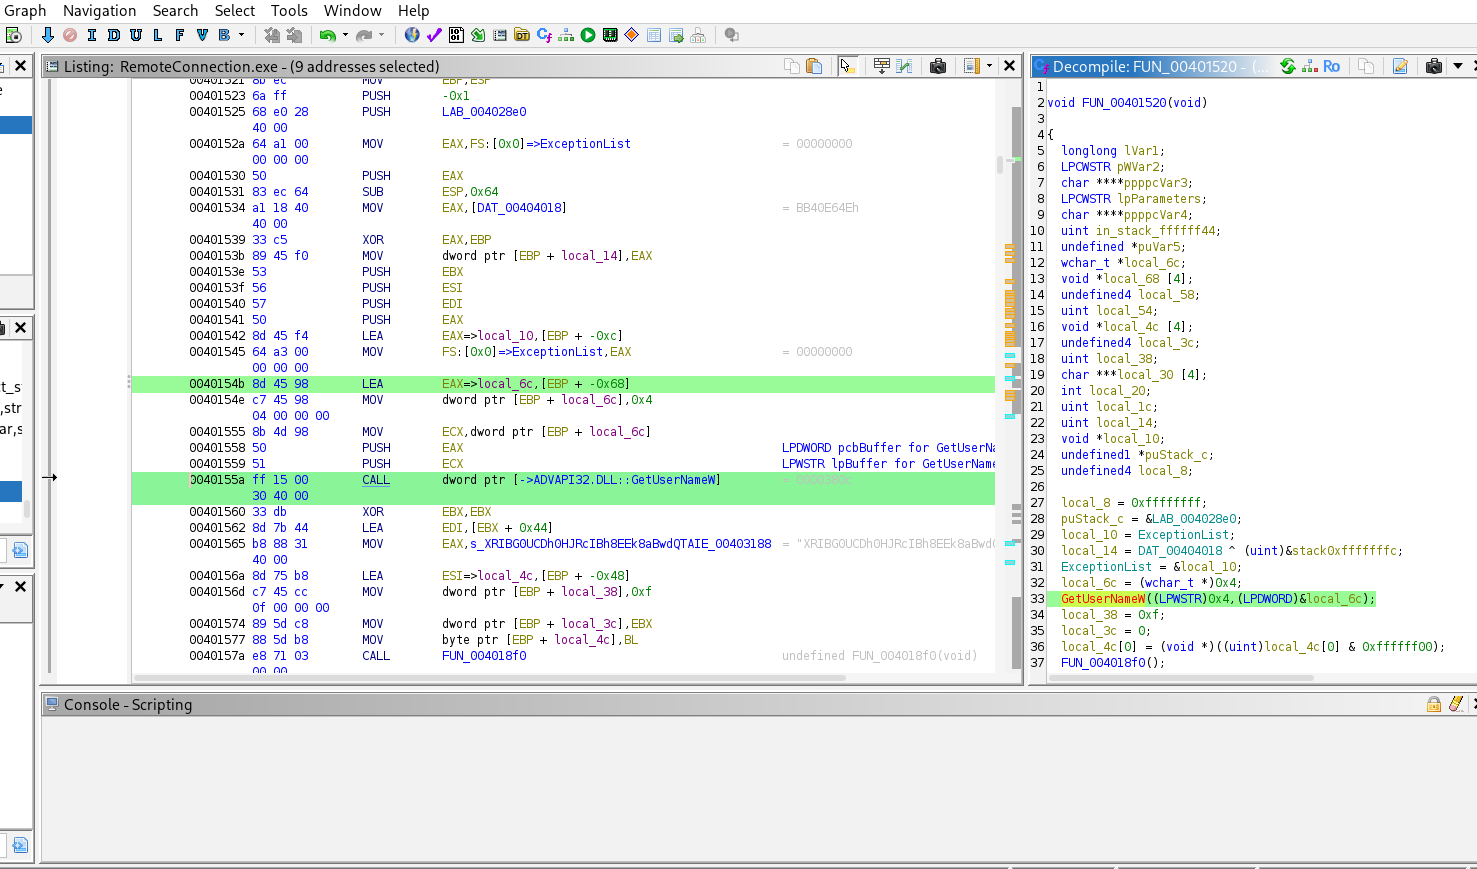 Graph Navigation Search Select Tools Window Help
I D U L F V B
Listing: RemoteConnection.exe - (9 addresses selected)
00401521 8b ec MOV EBP,ESP
00401523 6a ff PUSH -0x1
00401525 68 e0 28 PUSH LAB_004028e0
40 00
0040152a 64 a1 00 MOV EAX,FS:[0x0]=>ExceptionList = 00000000
00 00 00
00401530 50 PUSH EAX
00401531 83 ec 64 SUB ESP,0x64
00401534 a1 18 40 MOV EAX,[DAT_00404018] = BB40E64Eh
40 00
00401539 33 c5 XOR EAX,EBP
0040153b 89 45 f0 MOV dword ptr [EBP + local_14],EAX
0040153e 53 PUSH EBX
0040153f 56 PUSH ESI
00401540 57 PUSH EDI
00401541 50 PUSH EAX
00401542 8d 45 f4 LEA EAX=>local_10,[EBP + -0xc]
00401545 64 a3 00 MOV FS:[0x0]=>ExceptionList,EAX = 00000000
00 00 00
0040154b 8d 45 98 LEA EAX=>local_6c,[EBP + -0x68]
0040154e c7 45 98 MOV dword ptr [EBP + local_6c],0x4
04 00 00 00
00401555 8b 4d 98 MOV ECX,dword ptr [EBP + local_6c]
00401558 50 PUSH EAX LPDWORD pcbBuffer for GetUserNa
00401559 51 PUSH ECX LPWSTR lpBuffer for GetUserName
0040155a ff 15 00 CALL dword ptr [->ADVAPI32.DLL::GetUserNameW]
30 40 00
00401560 33 db XOR EBX,EBX
00401562 8d 7b 44 LEA EDI,[EBX + 0x44]
00401565 b8 88 31 MOV EAX,s_XRIBG0UCDh0HJRcIBh8EEk8aBwdQTAIE_00403188 = "XRIBG0UCDh0HJRcIBh8EEk8aBwdQ
40 00
0040156a 8d 75 b8 LEA ESI=>local_4c,[EBP + -0x48]
0040156d c7 45 cc MOV dword ptr [EBP + local_38],0xf
0f 00 00 00
00401574 89 5d c8 MOV dword ptr [EBP + local_3c],EBX
00401577 88 5d b8 MOV byte ptr [EBP + local_4c],BL
0040157a e8 71 03 CALL FUN_004018f0 undefined FUN_004018f0(void)
00 00
Decompile: FUN_00401520 - (...
Ro
1
2 void FUN_00401520(void)
3
4 {
5 longlong lVar1;
6 LPCWSTR pWVar2;
7 char ****ppppcVar3;
8 LPCWSTR lpParameters;
9 char ****ppppcVar4;
10 uint in_stack_ffffff44;
11 undefined *puVar5;
12 wchar_t *local_6c;
13 void *local_68 [4];
14 undefined4 local_58;
15 uint local_54;
16 void *local_4c [4];
17 undefined4 local_3c;
18 uint local_38;
19 char ***local_30 [4];
20 int local_20;
21 uint local_1c;
22 uint local_14;
23 void *local_10;
24 undefined1 *puStack_c;
25 undefined4 local_8;
26
27 local_8 = 0xffffffff;
28 puStack_c = &LAB_004028e0;
29 local_10 = ExceptionList;
30 local_14 = DAT_00404018 ^ (uint)&stack0xfffffffc;
31 ExceptionList = &local_10;
32 local_6c = (wchar_t *)0x4;
33 GetUserNameW((LPWSTR)0x4,(LPDWORD)&local_6c);
34 local_38 = 0xf;
35 local_3c = 0;
36 local_4c[0] = (void *)((uint)local_4c[0] & 0xffffff00);
37 FUN_004018f0();
ct_st
,str
ar,s
Console - Scripting